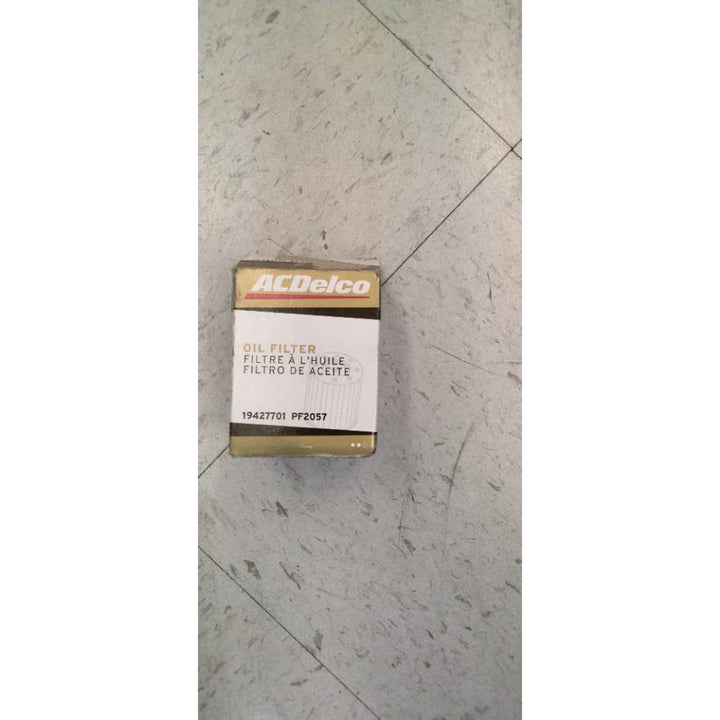 ACDelco
OIL FILTER
FILTRE À L'HUILE
FILTRO DE ACEITE
19427701 PF2057